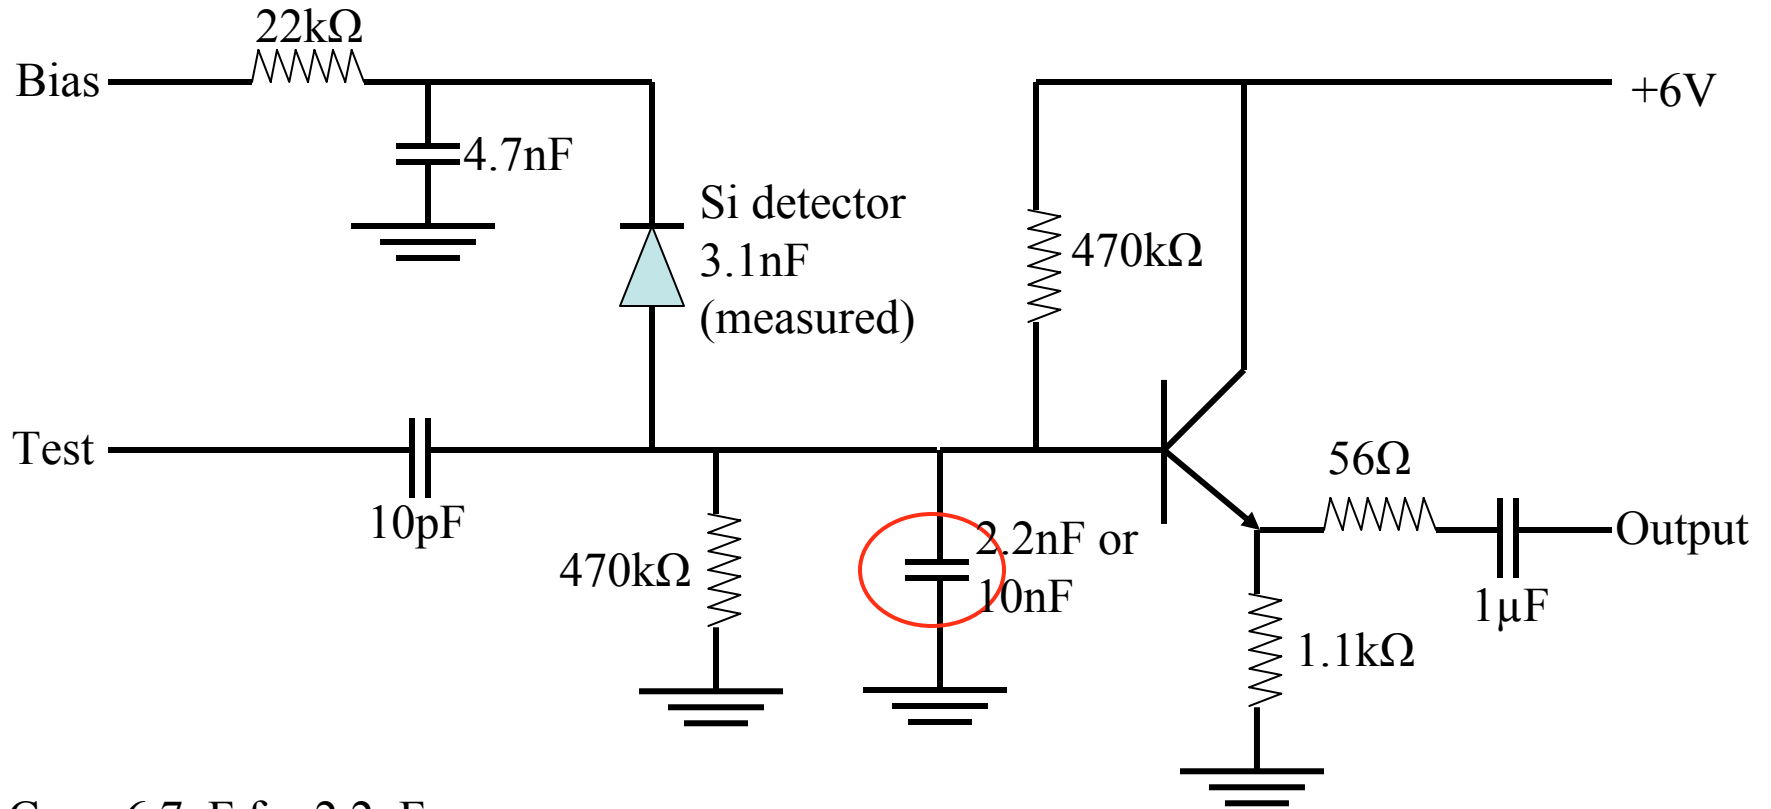 22kΩ
Bias
+6V
4.7nF
Si detector
3.1nF
(measured)
470kΩ
Test
10pF
470kΩ
2.2nF or
10nF
56Ω
Output
1μF
1.1kΩ